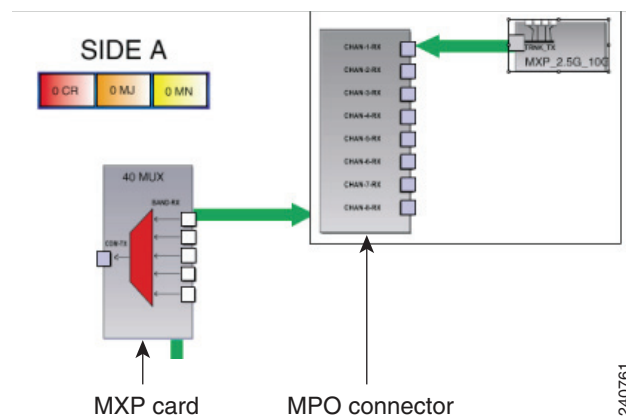 SIDE A
0 CR 0 MJ 0 MN
40 MUX
BAND-RX
COM-TX
CHAN-1-RX
CHAN-2-RX
CHAN-3-RX
CHAN-4-RX
CHAN-5-RX
CHAN-6-RX
CHAN-7-RX
CHAN-8-RX
TRNK_TX
MXP_2.5G_10G
MXP card
MPO connector
240761